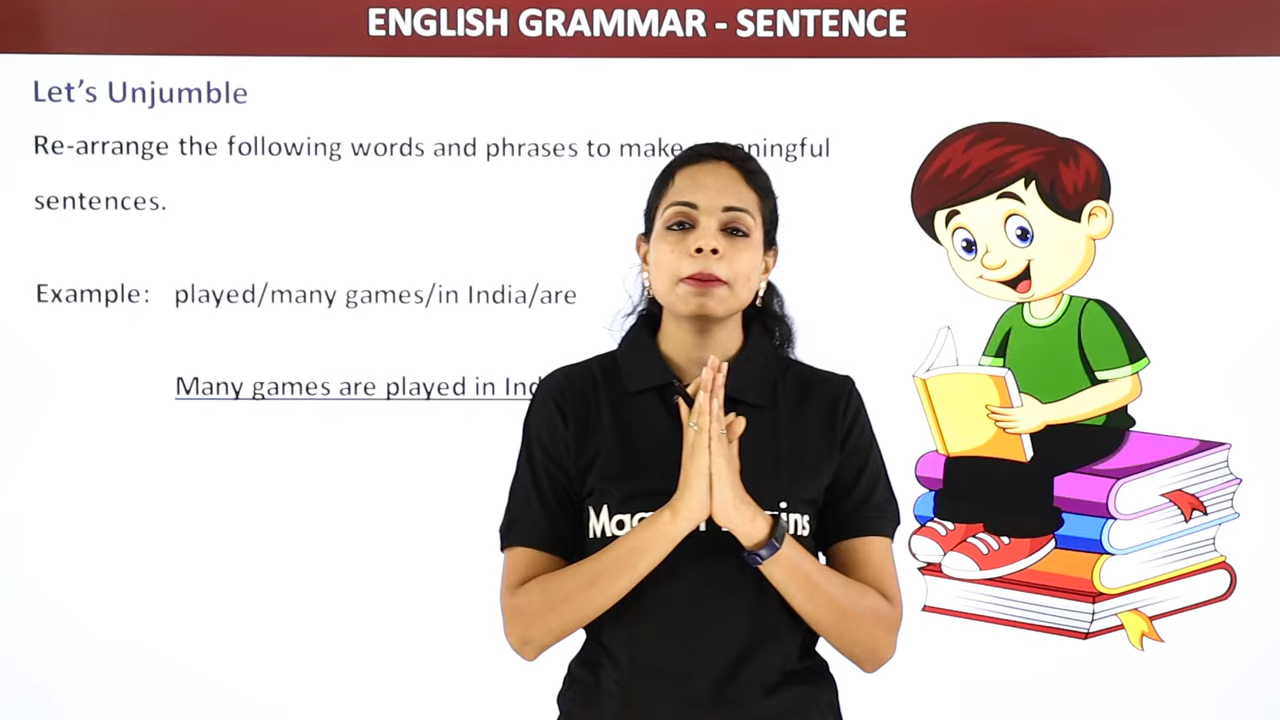 ENGLISH GRAMMAR - SENTENCE
Let's Unjumble
Re-arrange the following words and phrases to make
sentences.
Example: played/many games/in India/are
Many games are played in